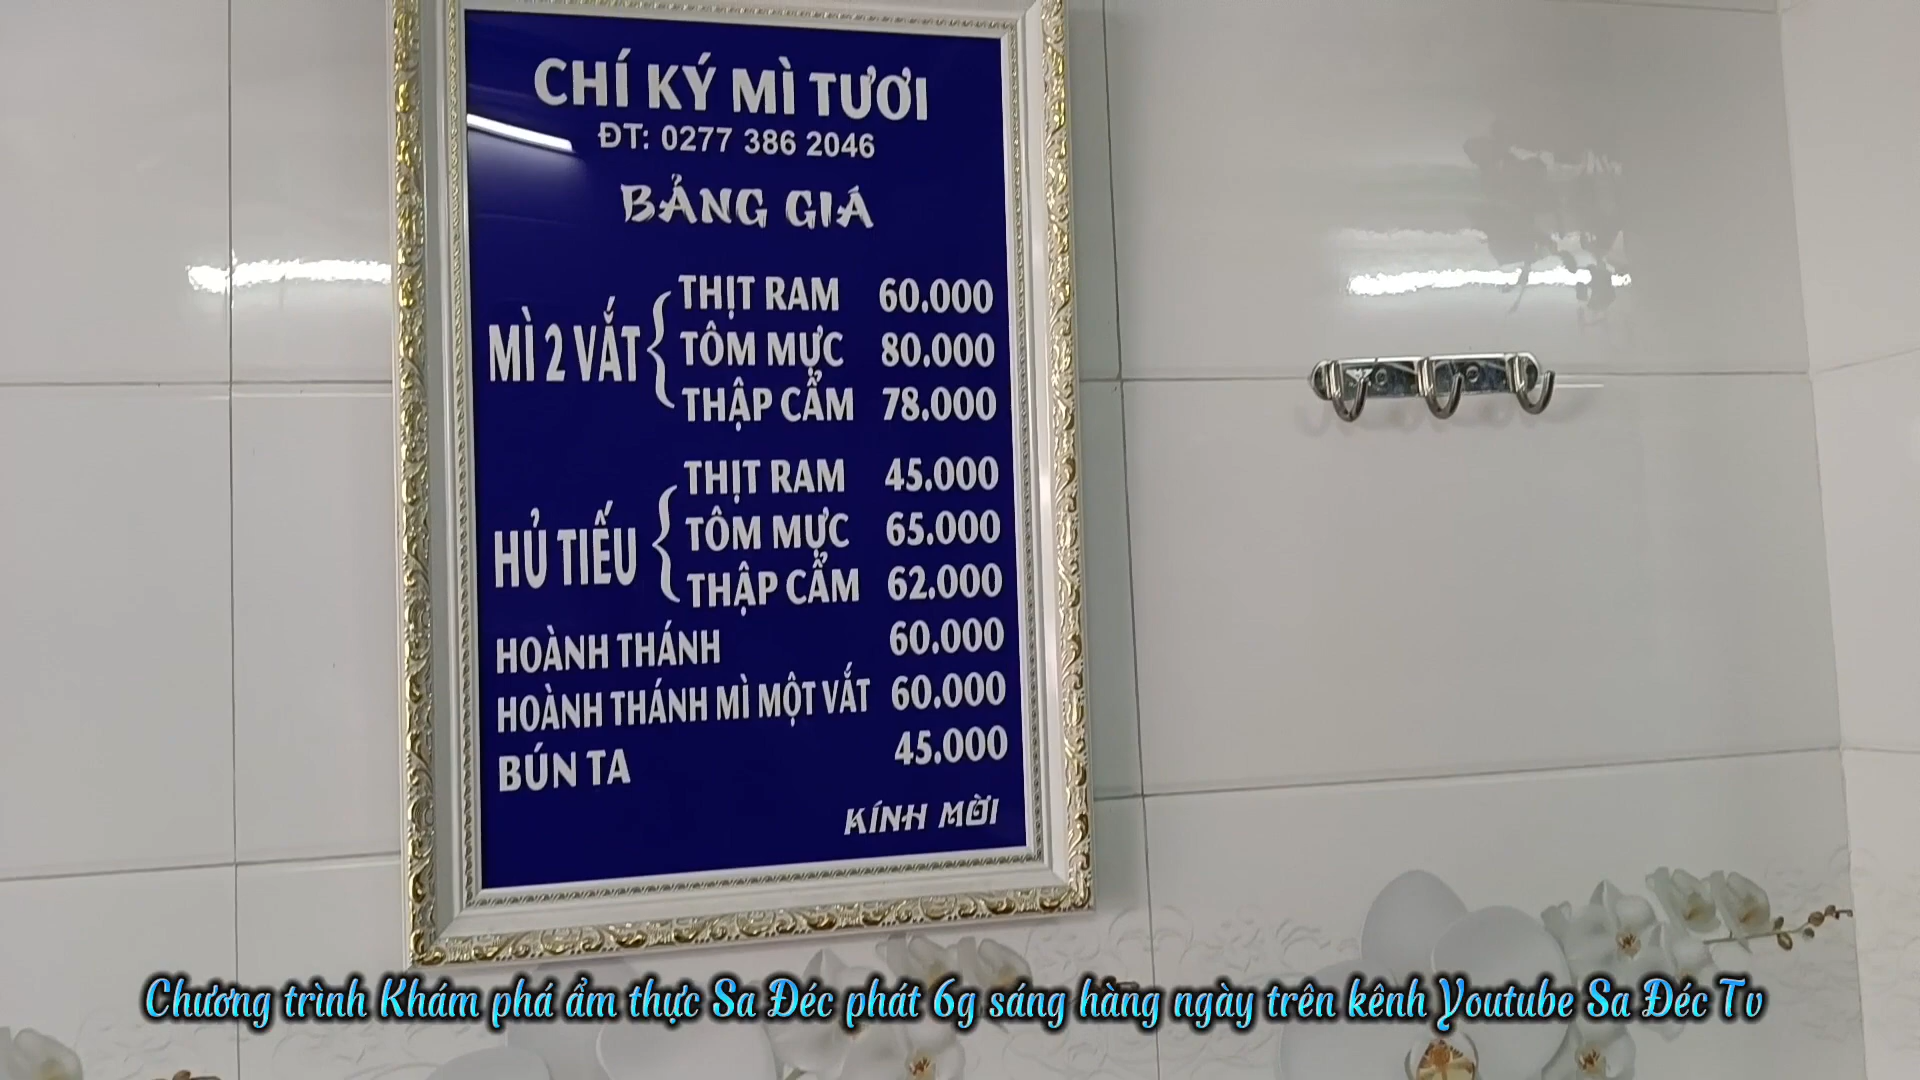 CHÍ KÝ MÌ TƯƠI
ĐT: 0277 386 2046
BẢNG GIÁ
MÌ 2 VẮT
THỊT RAM 60.000
TÔM MỰC 80.000
THẬP CẨM 78.000
HỦ TIẾU
THỊT RAM 45.000
TÔM MỰC 65.000
THẬP CẨM 62.000
HOÀNH THÁNH 60.000
HOÀNH THÁNH MÌ MỘT VẮT 60.000
BÚN TA 45.000
KÍNH MỜI
Chương trình Khám phá ẩm thực Sa Đéc phát 6g sáng hàng ngày trên kênh Youtube Sa Đéc Tv